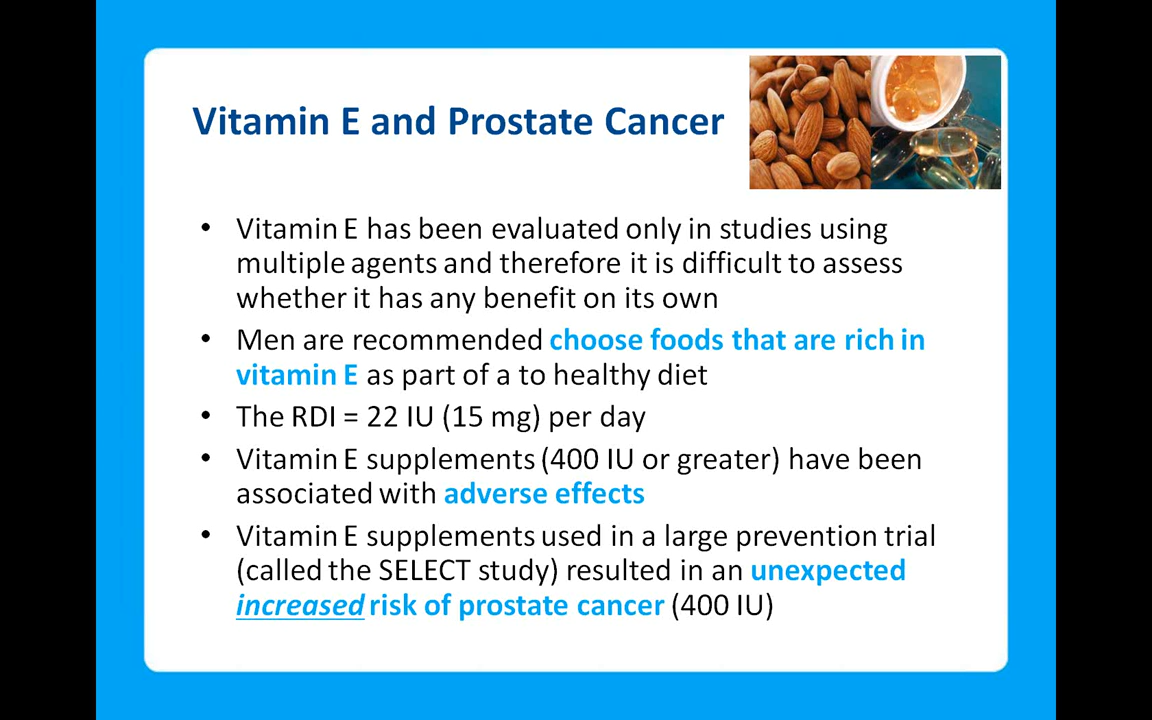 Vitamin E and Prostate Cancer
• Vitamin E has been evaluated only in studies using
multiple agents and therefore it is difficult to assess
whether it has any benefit on its own
• Men are recommended choose foods that are rich in
vitamin E as part of a to healthy diet
• The RDI = 22 IU (15 mg) per day
• Vitamin E supplements (400 IU or greater) have been
associated with adverse effects
• Vitamin E supplements used in a large prevention trial
(called the SELECT study) resulted in an unexpected
increased risk of prostate cancer (400 IU)